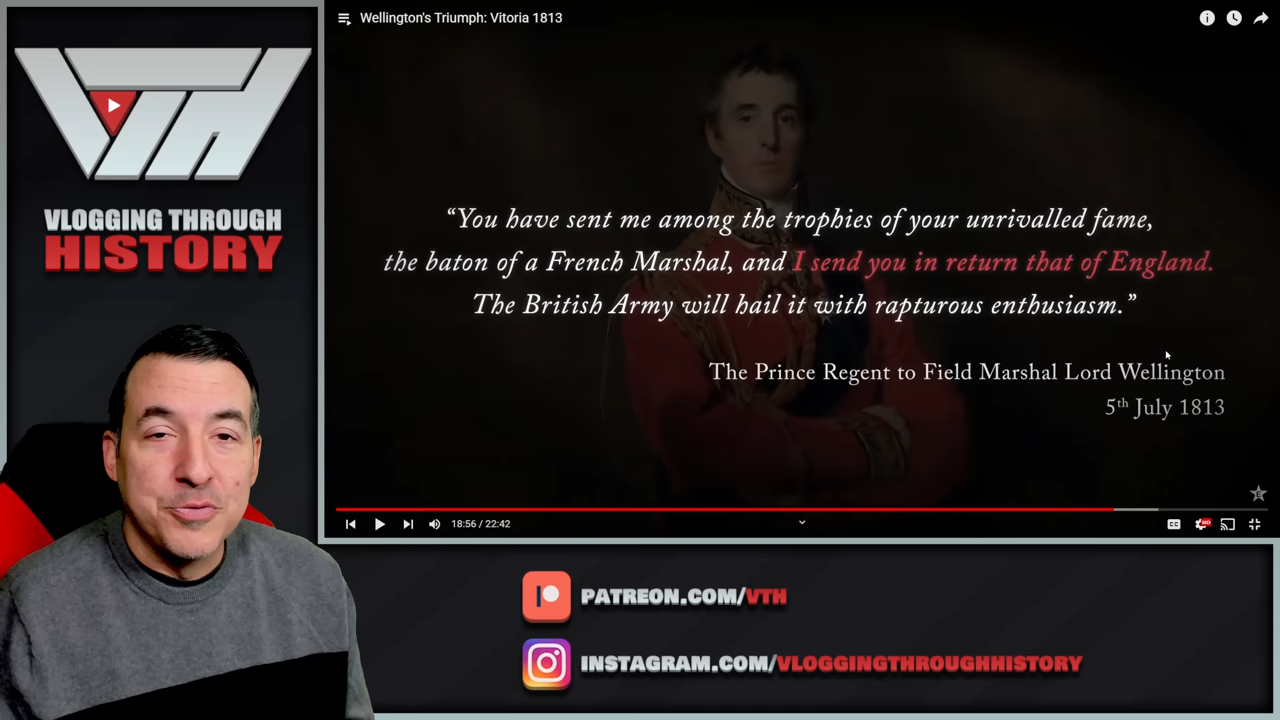 Wellington's Triumph: Vitoria 1813
VTH
VLOGGING THROUGH
HISTORY
“You have sent me among the trophies of your unrivalled fame,
the baton of a French Marshal, and I send you in return that of England.
The British Army will hail it with rapturous enthusiasm.”
The Prince Regent to Field Marshal Lord Wellington
5th July 1813
18:56 / 22:42
CC
HD
PATREON.COM/VTH
INSTAGRAM.COM/VLOGGINGTHROUGHHISTORY